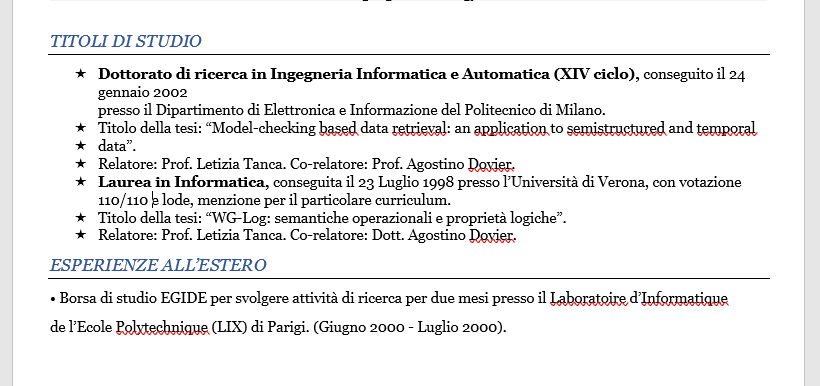 TITOLI DI STUDIO
★ Dottorato di ricerca in Ingegneria Informatica e Automatica (XIV ciclo), conseguito il 24
gennaio 2002
presso il Dipartimento di Elettronica e Informazione del Politecnico di Milano.
★ Titolo della tesi: “Model-checking based data retrieval: an application to semistructured and temporal
★ data”.
★ Relatore: Prof. Letizia Tanca. Co-relatore: Prof. Agostino Dovier.
★ Laurea in Informatica, conseguita il 23 Luglio 1998 presso l’Università di Verona, con votazione
110/110 e lode, menzione per il particolare curriculum.
★ Titolo della tesi: “WG-Log: semantiche operazionali e proprietà logiche”.
★ Relatore: Prof. Letizia Tanca. Co-relatore: Dott. Agostino Dovier.
ESPERIENZE ALL’ESTERO
• Borsa di studio EGIDE per svolgere attività di ricerca per due mesi presso il Laboratoire d’Informatique
de l’Ecole Polytechnique (LIX) di Parigi. (Giugno 2000 - Luglio 2000).